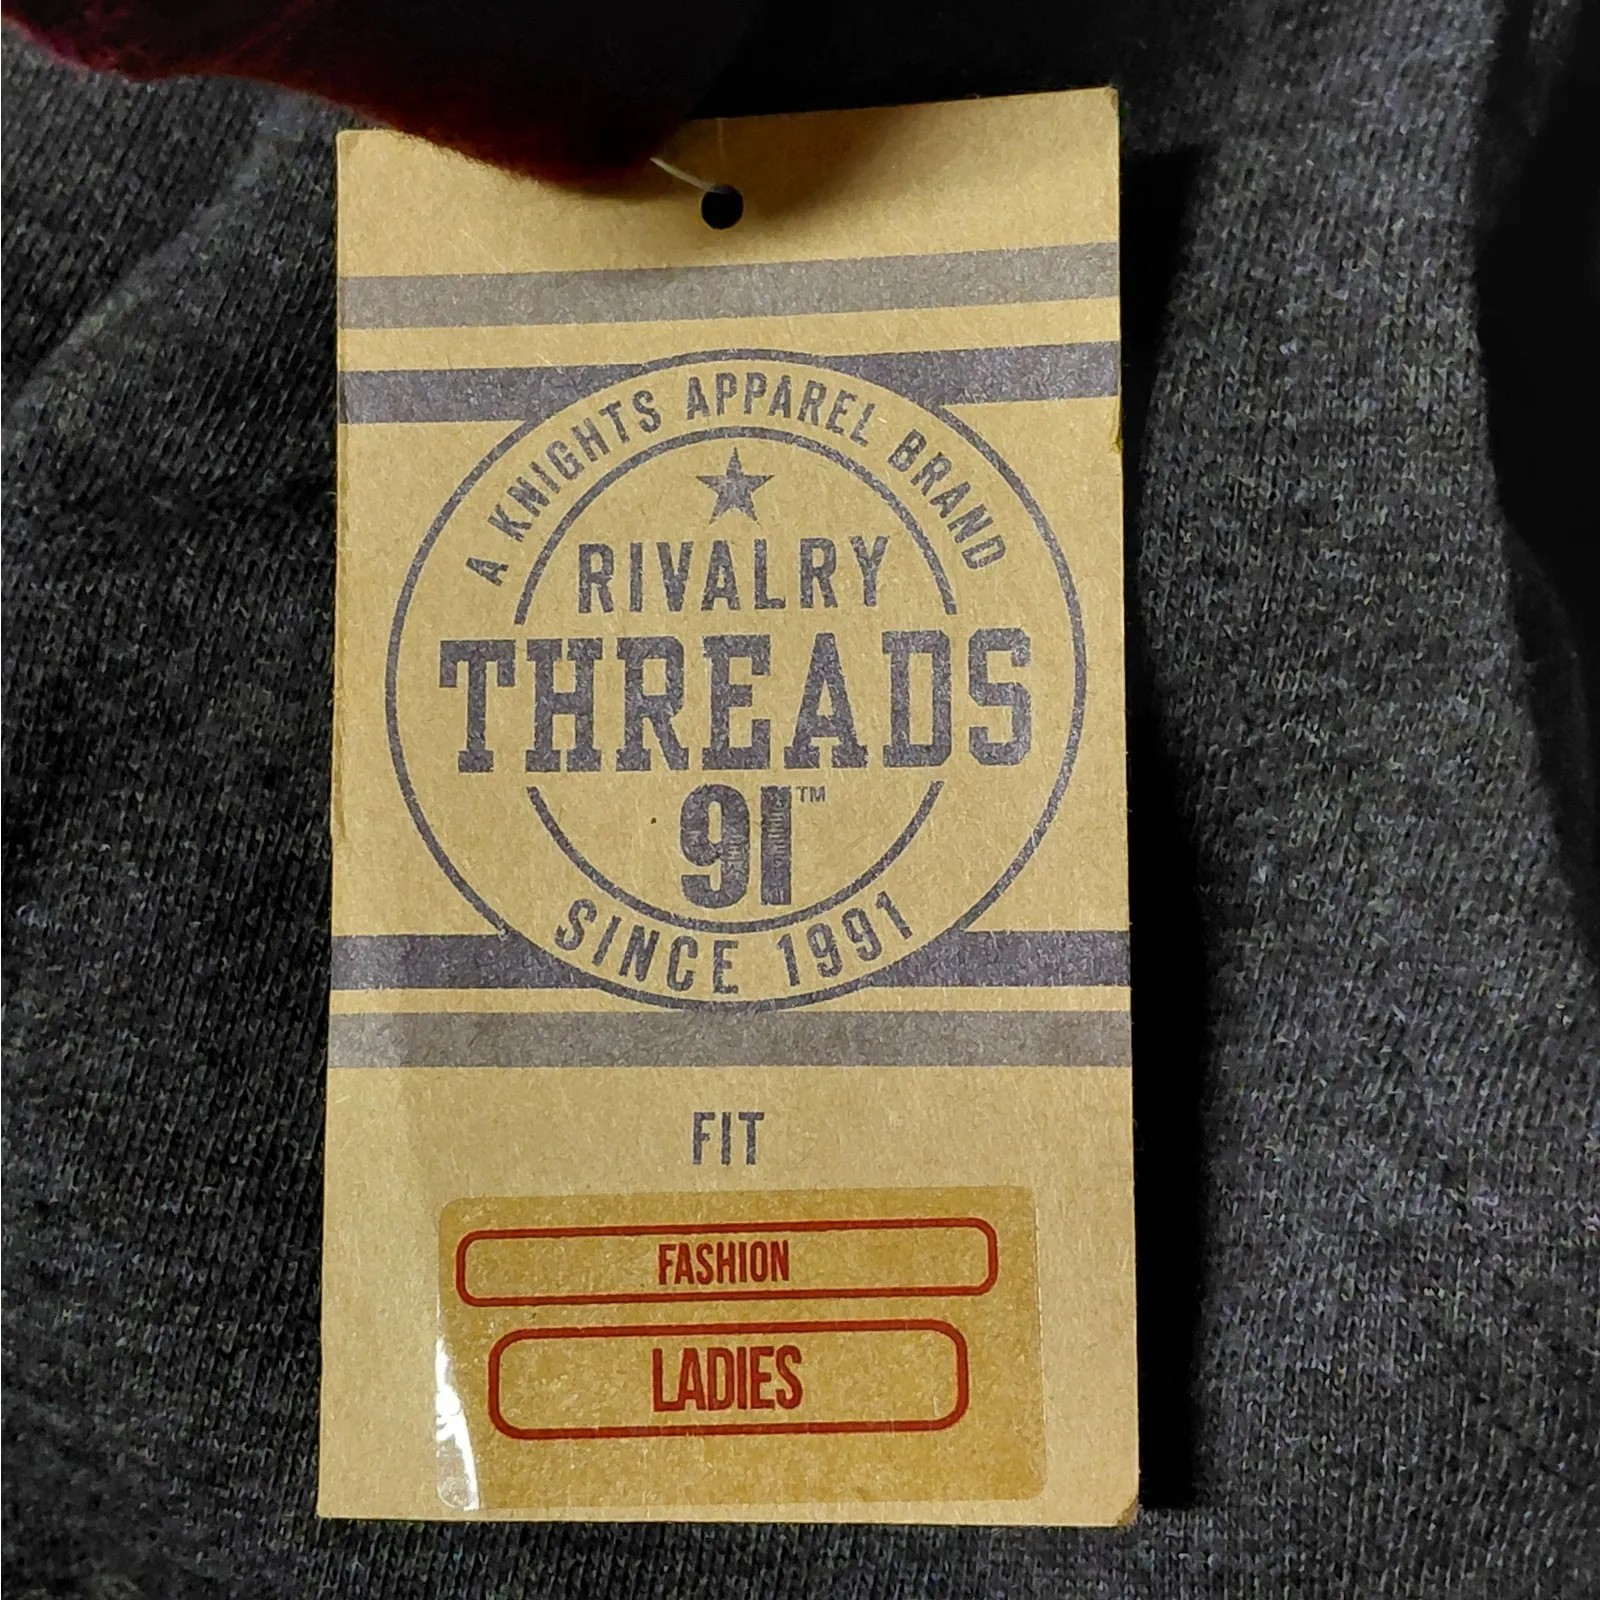 A KNIGHTS APPAREL BRAND
RIVALRY
THREADS
91™
SINCE 1991
FIT
FASHION
LADIES